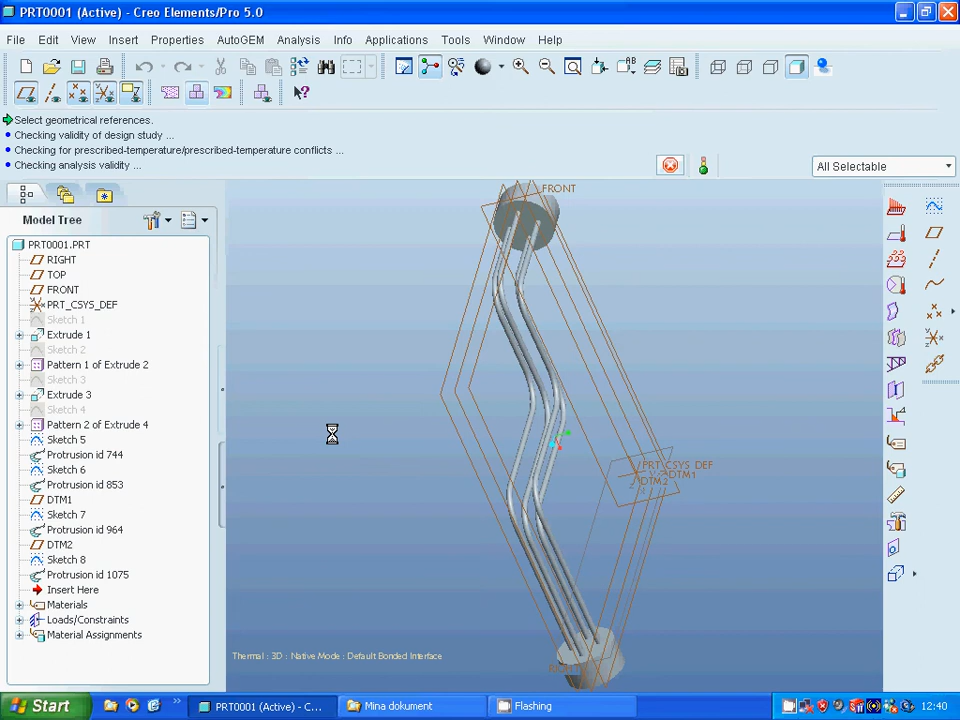 PRT0001 (Active) - Creo Elements/Pro 5.0
File Edit View Insert Properties AutoGEM Analysis Info Applications Tools Window Help
Select geometrical references.
Checking validity of design study ...
Checking for prescribed-temperature/prescribed-temperature conflicts ...
Checking analysis validity ...
All Selectable
Model Tree
PRT0001.PRT
RIGHT
TOP
FRONT
PRT_CSYS_DEF
Sketch 1
Extrude 1
Sketch 2
Pattern 1 of Extrude 2
Sketch 3
Extrude 3
Sketch 4
Pattern 2 of Extrude 4
Sketch 5
Protrusion id 744
Sketch 6
Protrusion id 853
DTM1
Sketch 7
Protrusion id 964
DTM2
Sketch 8
Protrusion id 1075
Insert Here
Materials
Loads/Constraints
Material Assignments
FRONT
PRT_CSYS_DEF
DTM1
DTM2
Thermal : 3D : Native Mode : Default Bonded Interface
Start
PRT0001 (Active) - C...
Mina dokument
Flashing
12:40